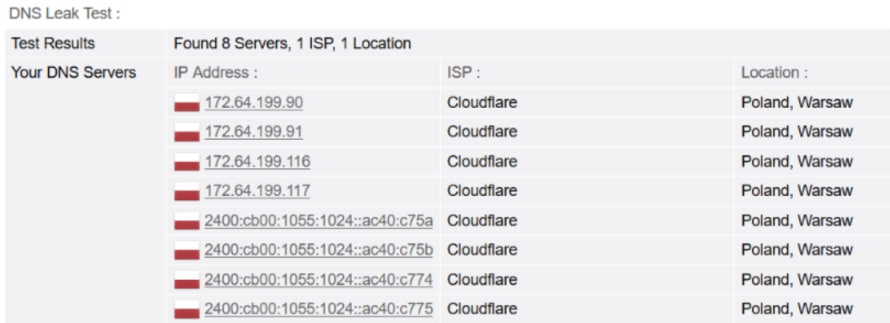 DNS Leak Test :
Test Results Found 8 Servers, 1 ISP, 1 Location
Your DNS Servers IP Address : ISP : Location :
172.64.199.90 Cloudflare Poland, Warsaw
172.64.199.91 Cloudflare Poland, Warsaw
172.64.199.116 Cloudflare Poland, Warsaw
172.64.199.117 Cloudflare Poland, Warsaw
2400:cb00:1055:1024::ac40:c75a Cloudflare Poland, Warsaw
2400:cb00:1055:1024::ac40:c75b Cloudflare Poland, Warsaw
2400:cb00:1055:1024::ac40:c774 Cloudflare Poland, Warsaw
2400:cb00:1055:1024::ac40:c775 Cloudflare Poland, Warsaw